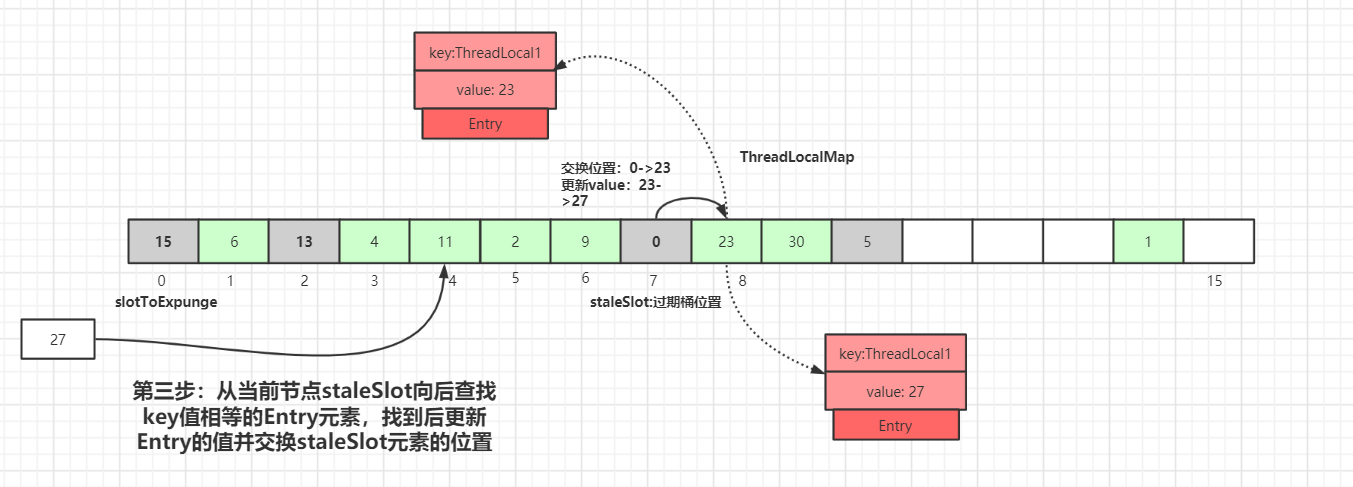 key:ThreadLocal1
value: 23
Entry
ThreadLocalMap
交换位置：0->23
更新value：23-
>27
15 6 13 4 11 2 9 0 23 30 5 1
0 1 2 3 4 5 6 7 8 15
slotToExpunge
staleSlot:过期桶位置
27
key:ThreadLocal1
value: 27
Entry
第三步：从当前节点staleSlot向后查找
key值相等的Entry元素，找到后更新
Entry的值并交换staleSlot元素的位置